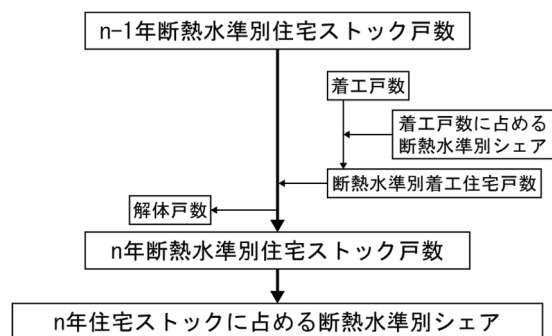 n-1年断熱水準別住宅ストック戸数
着工戸数
着工戸数に占める
断熱水準別シェア
断熱水準別着工住宅戸数
解体戸数
n年断熱水準別住宅ストック戸数
n年住宅ストックに占める断熱水準別シェア